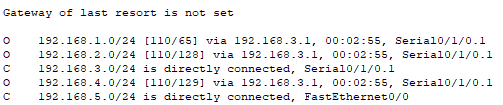 Gateway of last resort is not set
O 192.168.1.0/24 [110/65] via 192.168.3.1, 00:02:55, Serial0/1/0.1
O 192.168.2.0/24 [110/128] via 192.168.3.1, 00:02:55, Serial0/1/0.1
C 192.168.3.0/24 is directly connected, Serial0/1/0.1
O 192.168.4.0/24 [110/129] via 192.168.3.1, 00:02:55, Serial0/1/0.1
C 192.168.5.0/24 is directly connected, FastEthernet0/0